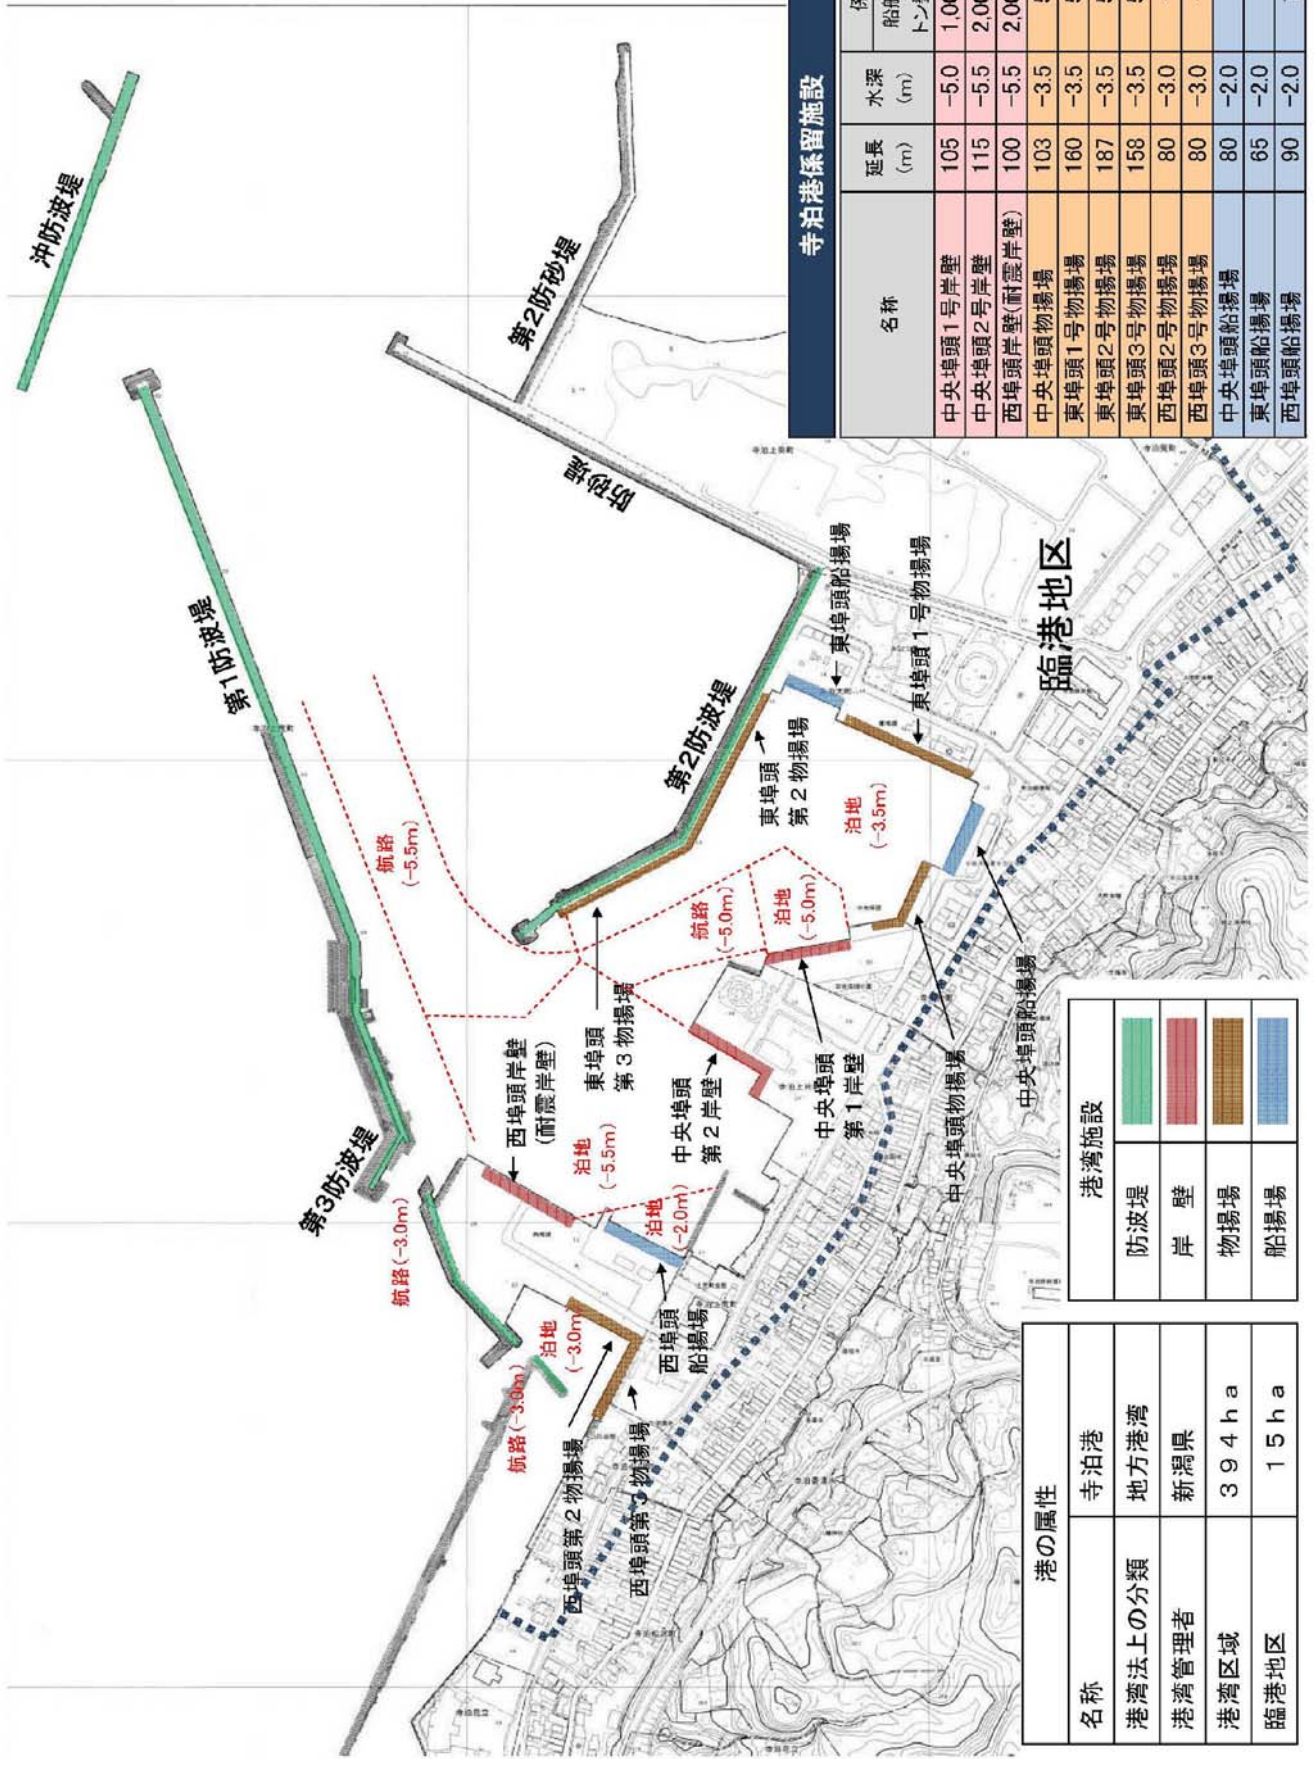 沖防波堤
第1防波堤
第2防砂堤
防砂堤
第2防波堤
第3防波堤
航路
(-5.5m)
航路
(-5.0m)
泊地
(-5.0m)
泊地
(-3.5m)
東埠頭船揚場
東埠頭1号物揚場
東埠頭
第2物揚場
東埠頭
第3物揚場
臨港地区
西埠頭岸壁
(耐震岸壁)
泊地
(-5.5m)
中央埠頭
第2岸壁
中央埠頭
第1岸壁
中央埠頭物揚場
中央埠頭船揚場
航路(-3.0m)
泊地
(-2.0m)
泊地
(-3.0m)
航路(-3.0m)
西埠頭
船揚場
西埠頭第2物揚場
西埠頭第3物揚場
寺泊港係留施設
名称 延長 水深
(m) (m) 船舶
中央埠頭1号岸壁 105 -5.0
中央埠頭2号岸壁 115 -5.5
西埠頭岸壁(耐震岸壁) 100 -5.5
中央埠頭物揚場 103 -3.5
東埠頭1号物揚場 160 -3.5
東埠頭2号物揚場 187 -3.5
東埠頭3号物揚場 158 -3.5
西埠頭2号物揚場 80 -3.0
西埠頭3号物揚場 80 -3.0
中央埠頭船揚場 80 -2.0
東埠頭船揚場 65 -2.0
西埠頭船揚場 90 -2.0
港の属性
名称 寺泊港
港湾法上の分類 地方港湾
港湾管理者 新潟県
港湾区域 394ha
臨港地区 15ha
港湾施設
防波堤
岸 壁
物揚場
船揚場